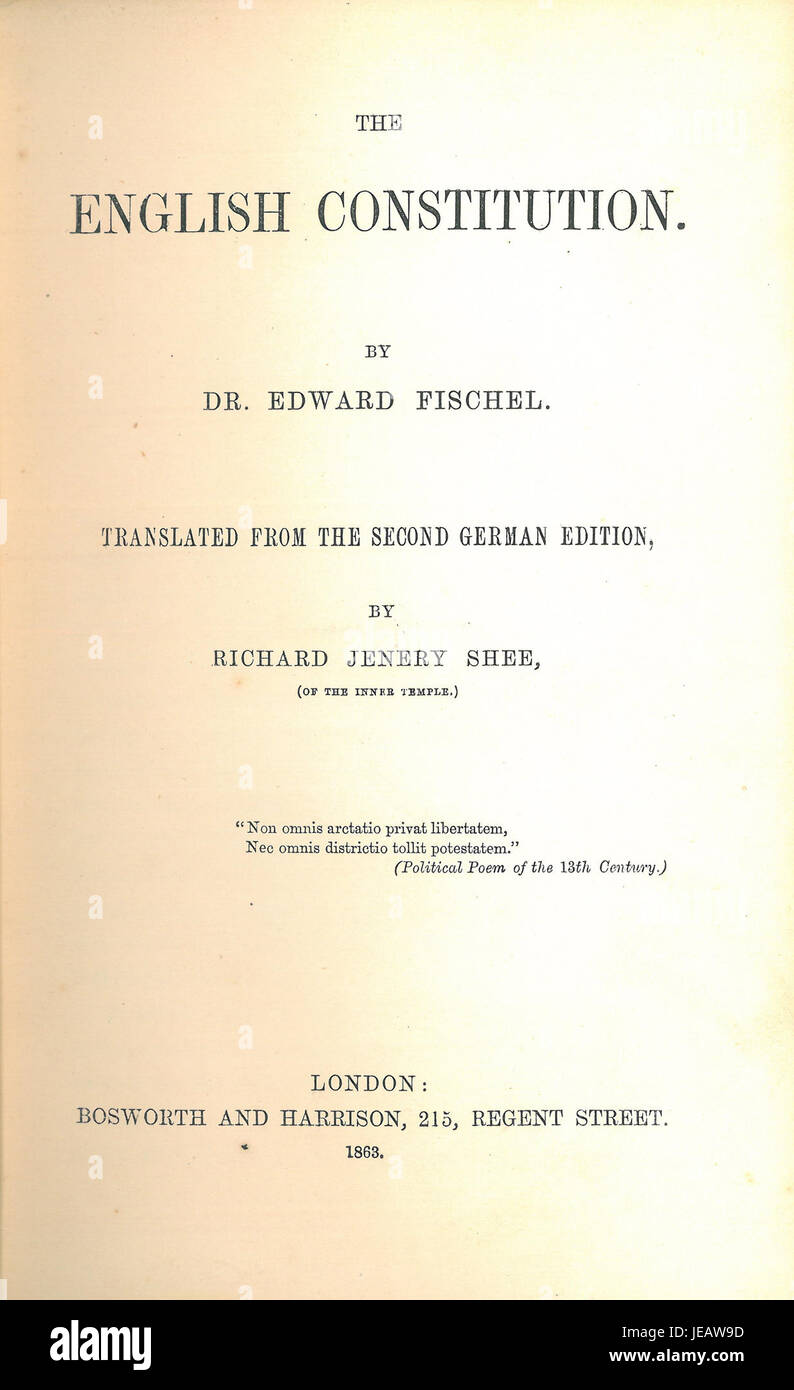 THE
ENGLISH CONSTITUTION.
BY
DR. EDWARD FISCHEL.
TRANSLATED FROM THE SECOND GERMAN EDITION,
BY
RICHARD JENERY SHEE,
(OF THE INNER TEMPLE.)
“Non omnis arctatio privat libertatem,
Nec omnis districtio tollit potestatem.”
(Political Poem of the 13th Century.)
LONDON:
BOSWORTH AND HARRISON, 215, REGENT STREET.
1863.
a
alamy
Image ID: JEAW9D
www.alamy.com